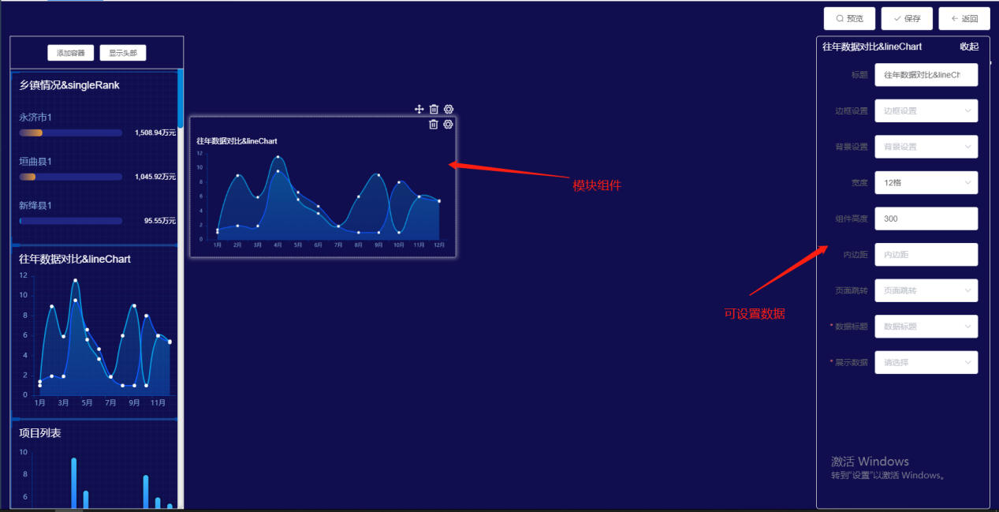 预览
保存
返回
添加容器
显示头部
乡镇情况&singleRank
永济市1
1,508.94万元
垣曲县1
1,045.92万元
新绛县1
95.55万元
往年数据对比&lineChart
12
10
8
6
4
2
0
1月 3月 5月 7月 9月 11月
项目列表
10
8
6
往年数据对比&lineChart
12
10
8
6
4
2
0
1月 2月 3月 4月 5月 6月 7月 8月 9月 10月 11月 12月
模块组件
可设置数据
往年数据对比&lineChart 收起
标题 往年数据对比&lineCh
边框设置 边框设置
背景设置 背景设置
宽度 12格
组件高度 300
内边距 内边距
页面跳转 页面跳转
* 数据标题 数据标题
* 展示数据 请选择
激活 Windows
转到"设置"以激活 Windows。